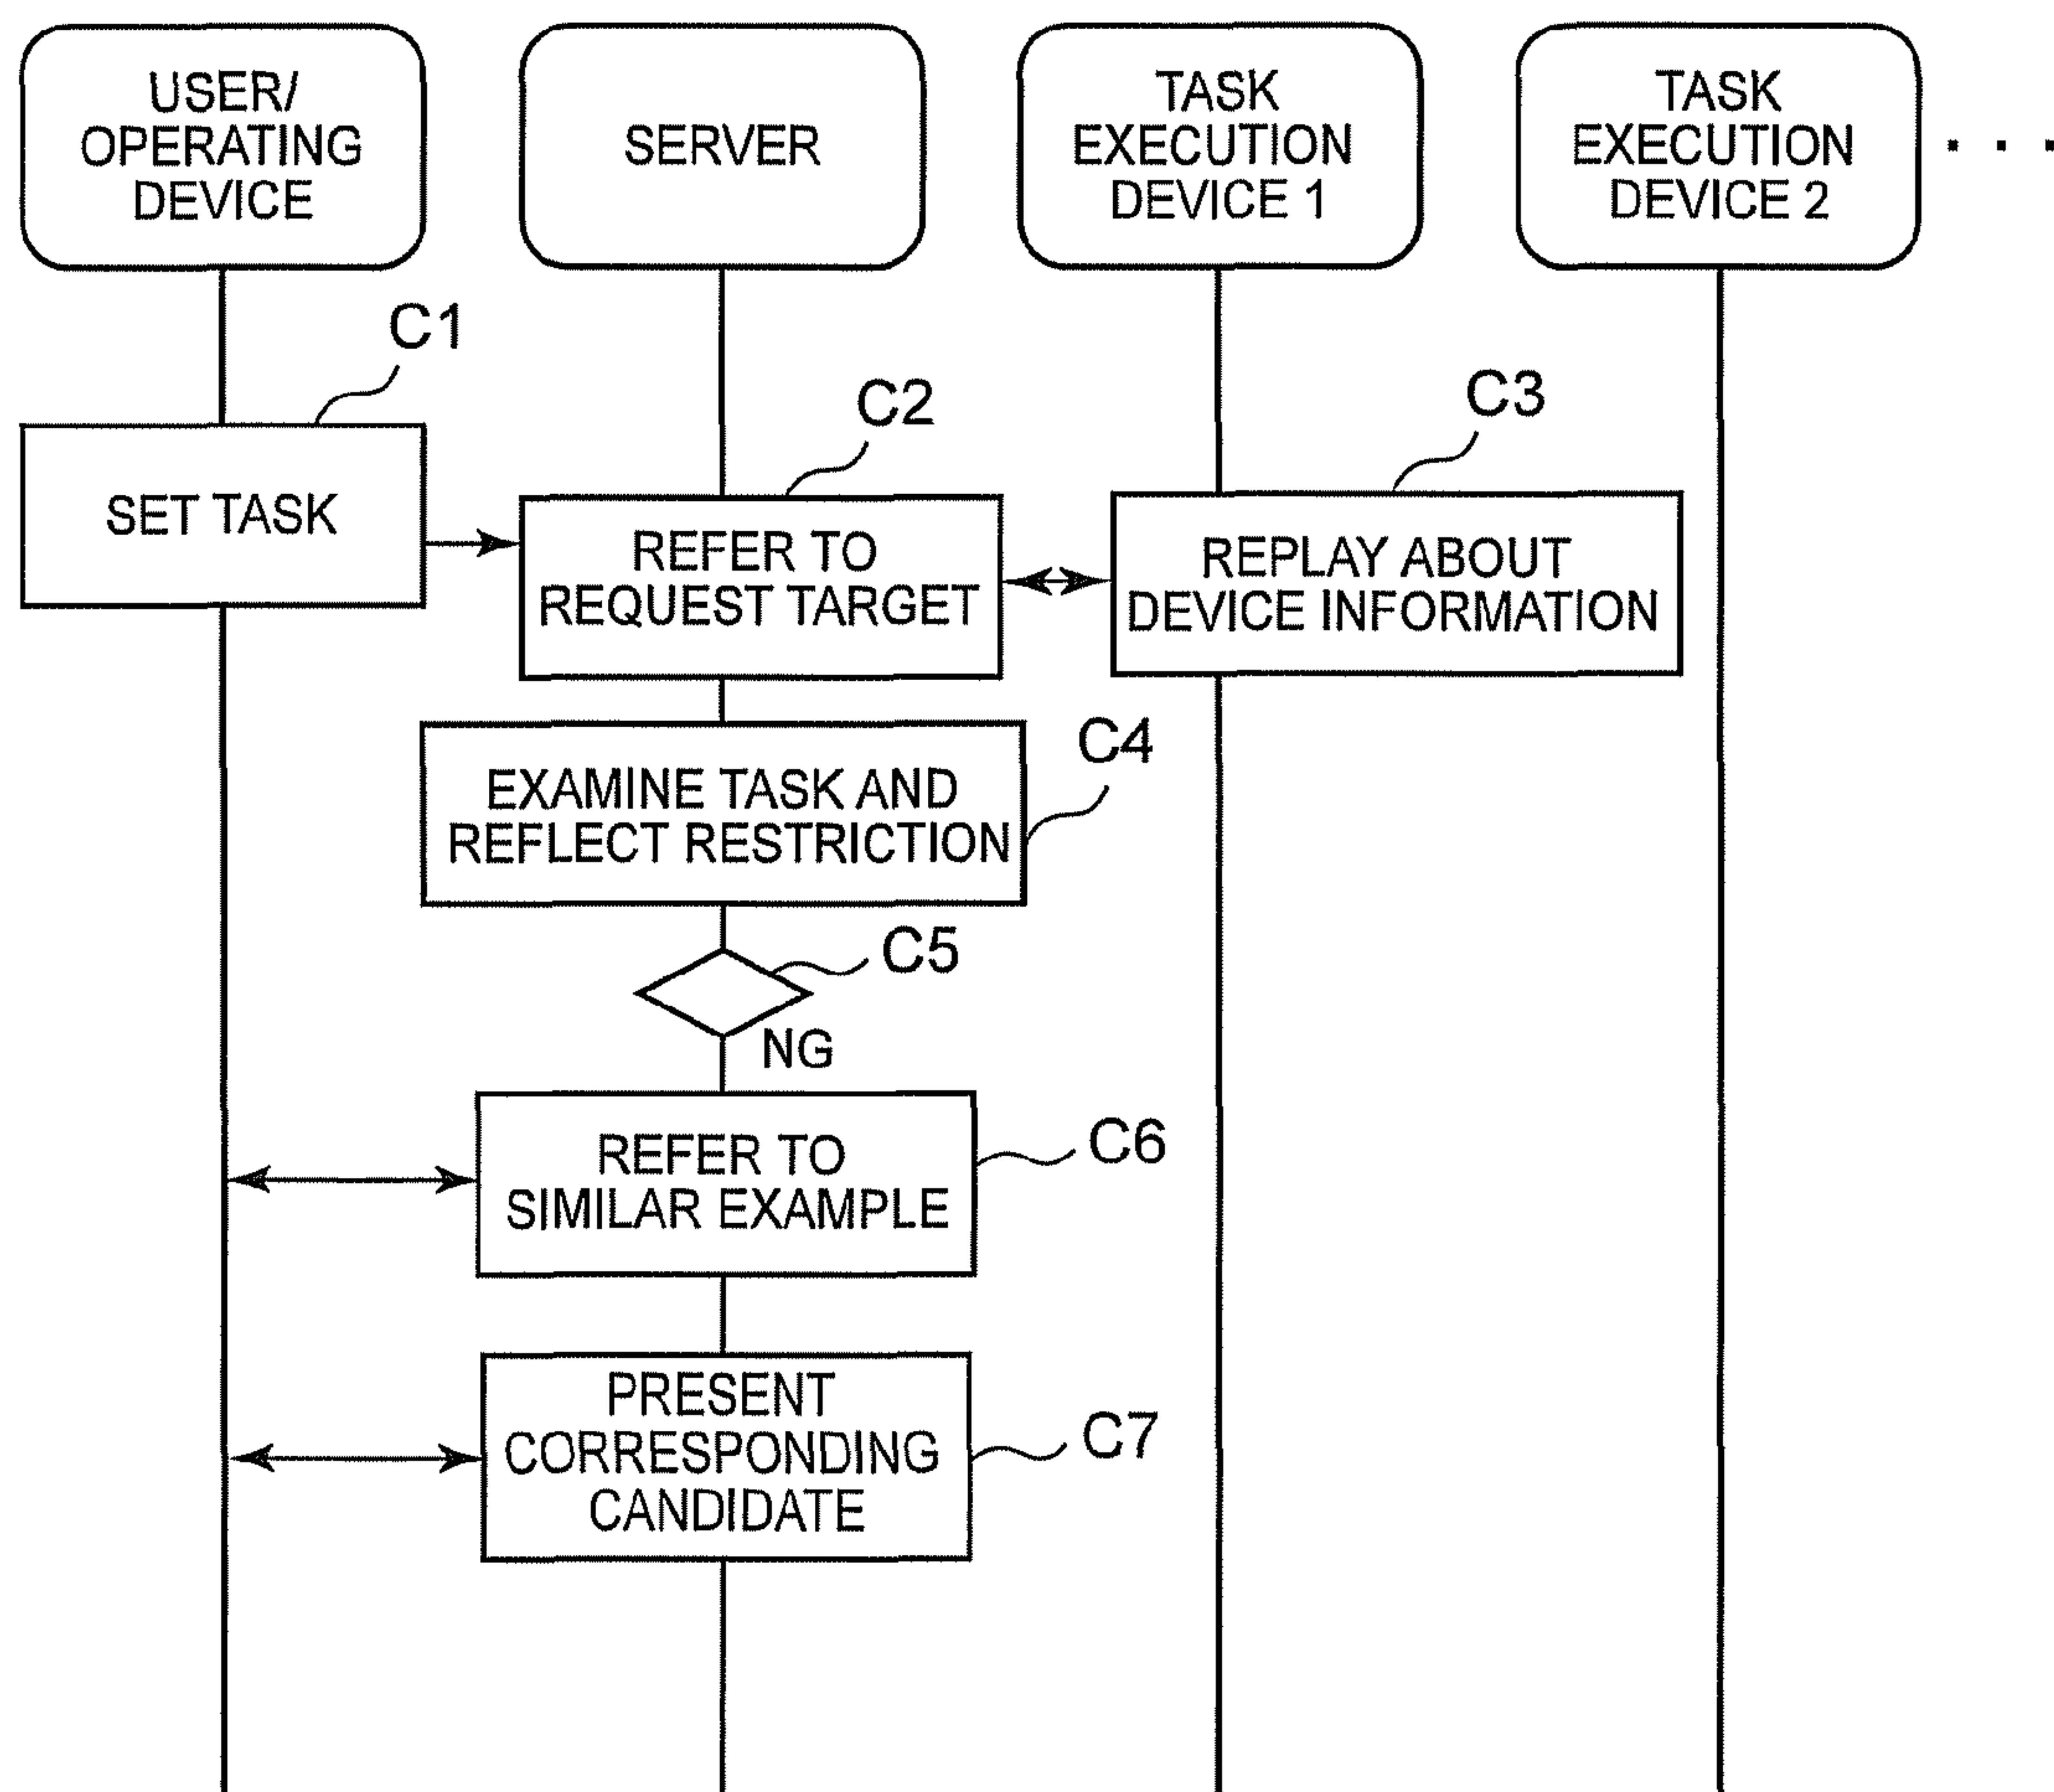 USER/
OPERATING
DEVICE
SERVER
TASK
EXECUTION
DEVICE 1
TASK
EXECUTION
DEVICE 2
. . .
C1
SET TASK
C2
REFER TO
REQUEST TARGET
C3
REPLAY ABOUT
DEVICE INFORMATION
C4
EXAMINE TASK AND
REFLECT RESTRICTION
C5
NG
C6
REFER TO
SIMILAR EXAMPLE
C7
PRESENT
CORRESPONDING
CANDIDATE